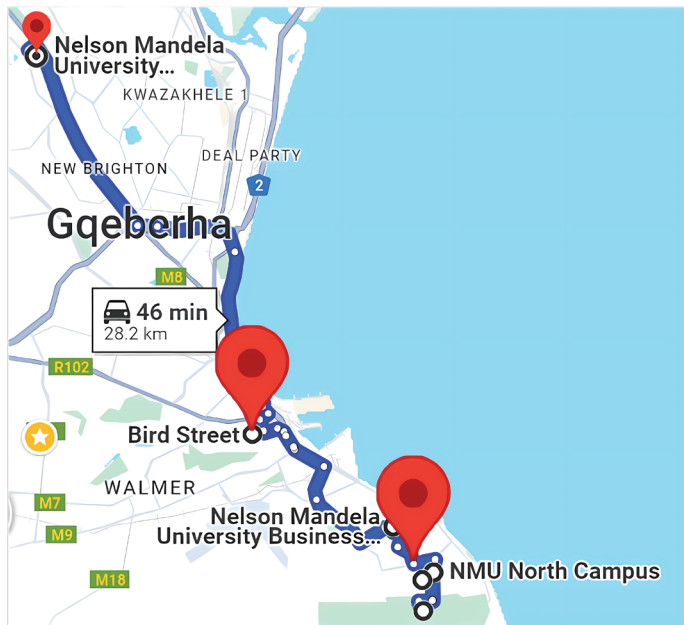 Nelson Mandela
University...
KWAZAKHELE 1
DEAL PARTY
NEW BRIGHTON
2
Gqeberha
M8
46 min
28.2 km
R102
Bird Street
WALMER
M7
Nelson Mandela
University Business...
M9
NMU North Campus
M18